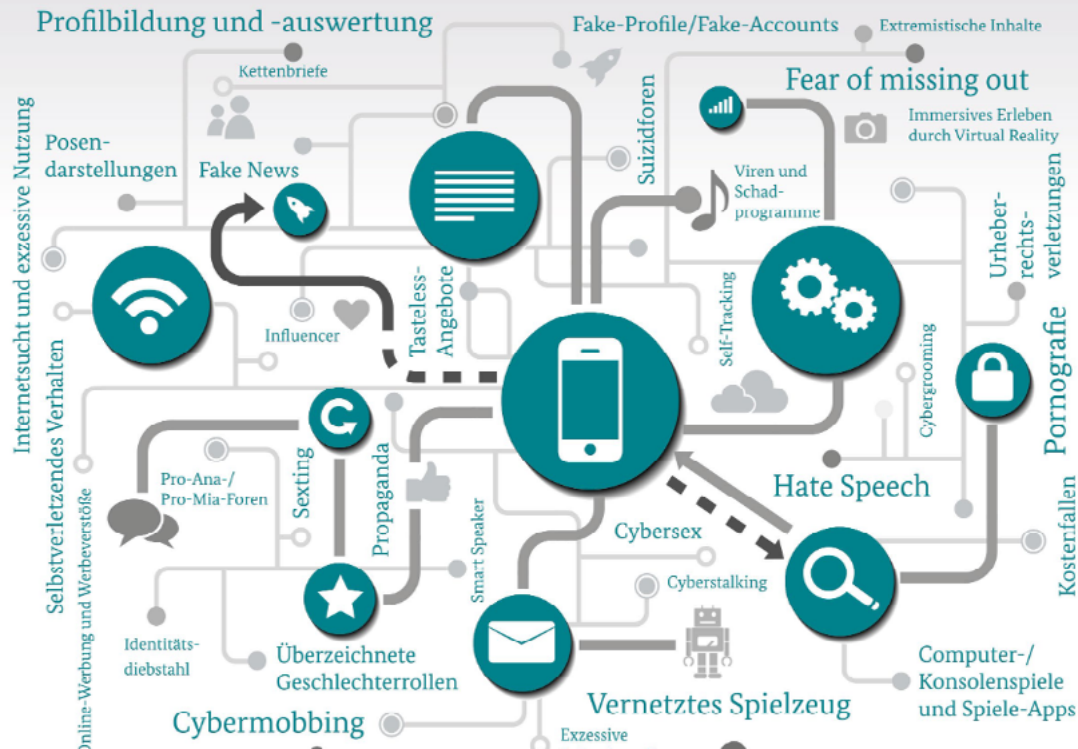 Profilbildung und -auswertung
Fake-Profile/Fake-Accounts
Extremistische Inhalte
Kettenbriefe
Fear of missing out
Immersives Erleben
durch Virtual Reality
Internetsucht und exzessive Nutzung
Posen-
darstellungen
Fake News
Suizidforen
Viren und
Schad-
programme
Urheber-
rechts-
verletzungen
Tasteless-
Angebote
Influencer
Self-Tracking
Cybergrooming
Pornografie
Selbstverletzendes Verhalten
Pro-Ana-/
Pro-Mia-Foren
Sexting
Propaganda
Hate Speech
Smart Speaker
Cybersex
Cyberstalking
Kostenfallen
Online-Werbung und Werbeverstöße
Identitäts-
diebstahl
Überzeichnete
Geschlechterrollen
Computer-/
Konsolenspiele
und Spiele-Apps
Vernetztes Spielzeug
Cybermobbing
Exzessive